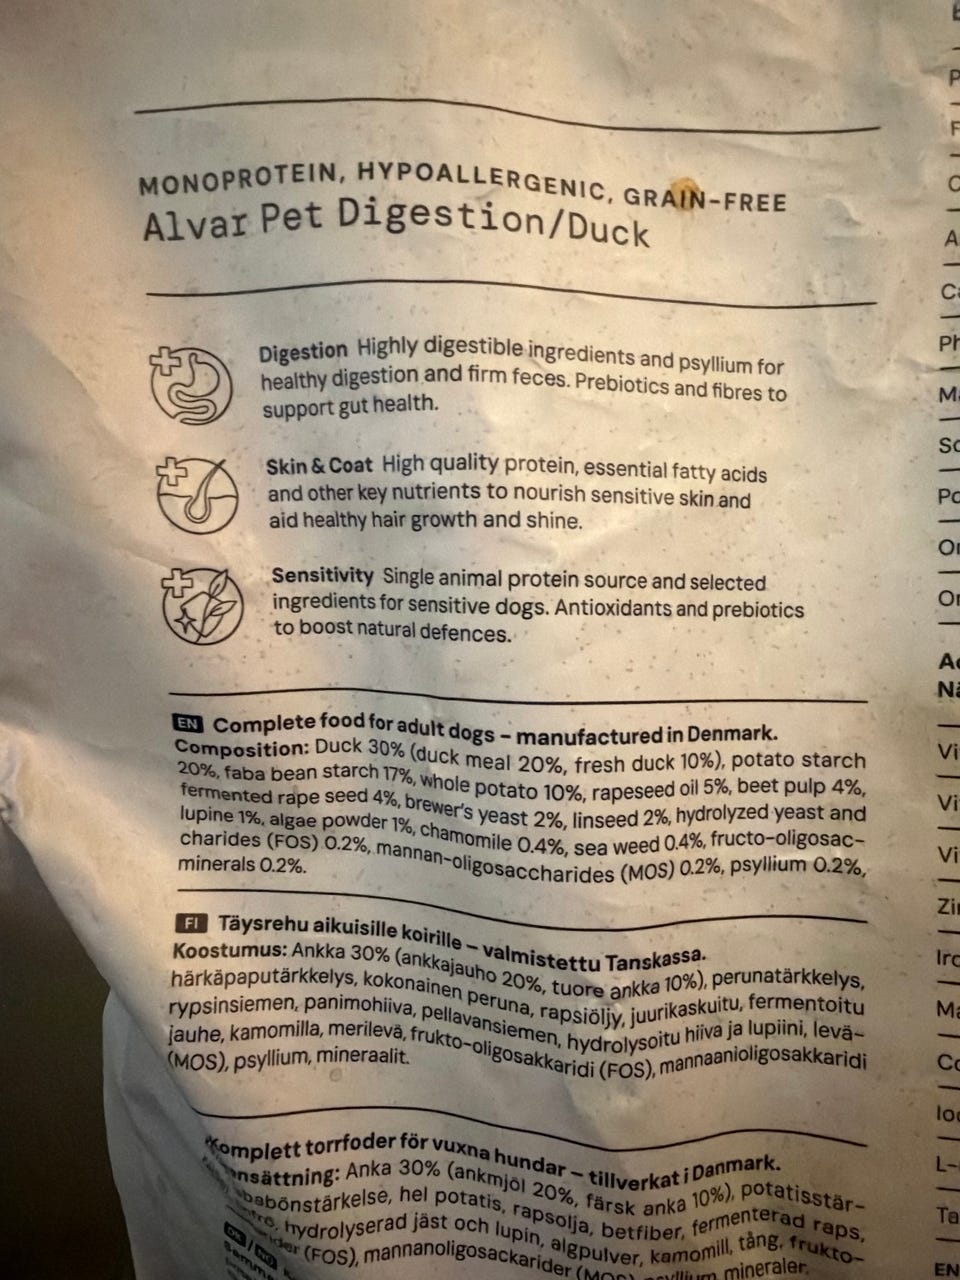 MONOPROTEIN, HYPOALLERGENIC, GRAIN-FREE
Alvar Pet Digestion/Duck
Digestion Highly digestible ingredients and psyllium for
healthy digestion and firm feces. Prebiotics and fibres to
support gut health.
Skin & Coat High quality protein, essential fatty acids
and other key nutrients to nourish sensitive skin and
aid healthy hair growth and shine.
Sensitivity Single animal protein source and selected
ingredients for sensitive dogs. Antioxidants and prebiotics
to boost natural defences.
EN Complete food for adult dogs – manufactured in Denmark.
Composition: Duck 30% (duck meal 20%, fresh duck 10%), potato starch
20%, faba bean starch 17%, whole potato 10%, rapeseed oil 5%, beet pulp 4%,
fermented rape seed 4%, brewer's yeast 2%, linseed 2%, hydrolyzed yeast and
lupine 1%, algae powder 1%, chamomile 0.4%, sea weed 0.4%, fructo-oligosac-
charides (FOS) 0.2%, mannan-oligosaccharides (MOS) 0.2%, psyllium 0.2%,
minerals 0.2%.
FI Täysrehu aikuisille koirille – valmistettu Tanskassa.
Koostumus: Ankka 30% (ankkajauho 20%, tuore ankka 10%), perunatärkkelys,
härkäpaputärkkelys, kokonainen peruna, rapsiöljy, juurikaskuitu, fermentoitu
rypsinsiemen, panimohiiva, pellavansiemen, hydrolysoitu hiiva ja lupiini, levä-
jauhe, kamomilla, merilevä, frukto-oligosakkaridi (FOS), mannaanioligosakkaridi
(MOS), psyllium, mineraalit.
Komplett torrfoder för vuxna hundar – tillverkat i Danmark.
Anka 30% (ankmjöl 20%, färsk anka 10%), potatisstär-
hel potatis, rapsolja, betfiber, fermenterad raps,
hydrolyserad jäst och lupin, algpulver, kamomill, tång, frukto-
(FOS), mannanoligosackarider mineraler.
EN